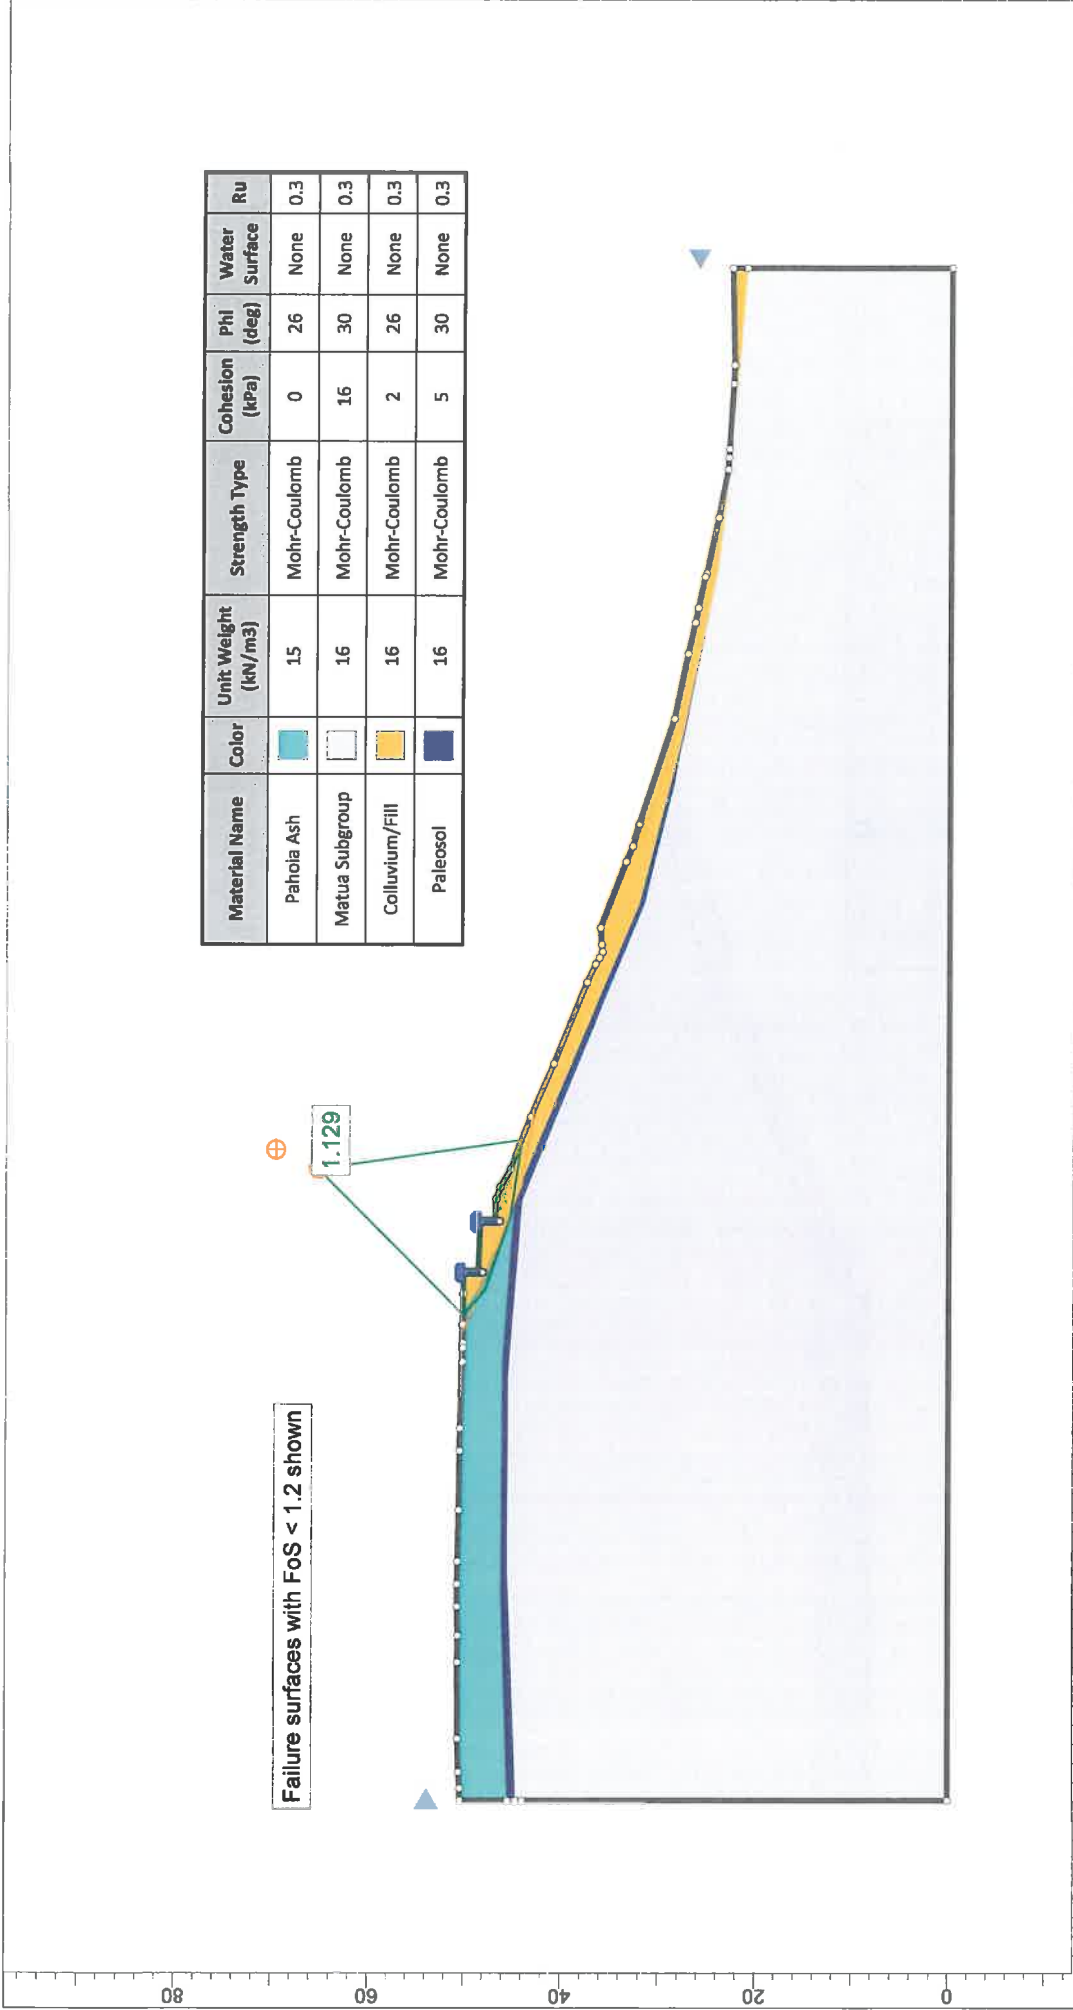 Material Name Color Unit Weight (kN/m3) Strength Type Cohesion (kPa) Phi (deg) Water Surface Ru
Pahoia Ash 15 Mohr-Coulomb 0 26 None 0.3
Matua Subgroup 16 Mohr-Coulomb 16 30 None 0.3
Colluvium/Fill 16 Mohr-Coulomb 2 26 None 0.3
Paleosol 16 Mohr-Coulomb 5 30 None 0.3
1.129
Failure surfaces with FoS < 1.2 shown
80
60
40
20
0